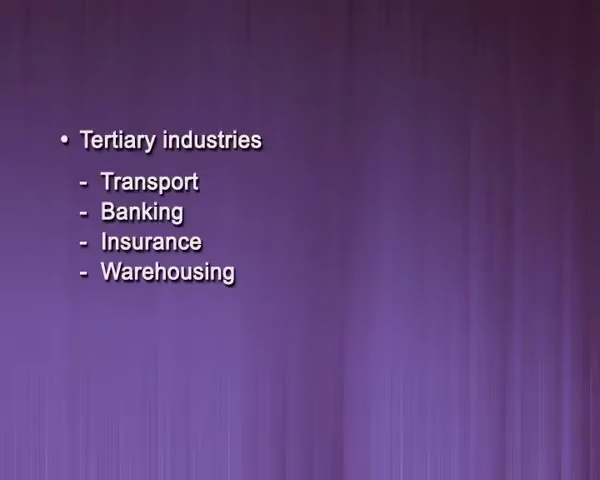 • Tertiary industries
- Transport
- Banking
- Insurance
- Warehousing